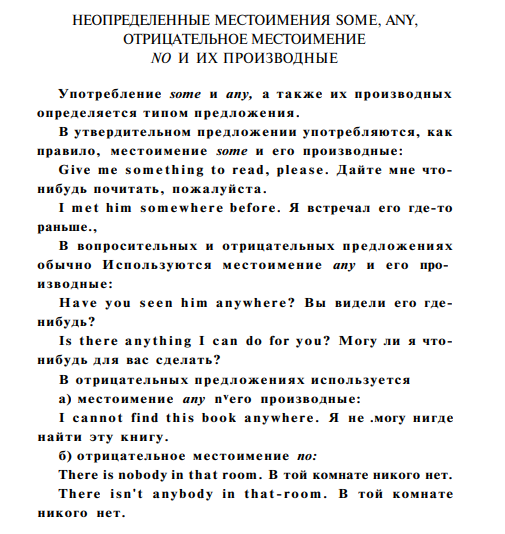 НЕОПРЕДЕЛЕННЫЕ МЕСТОИМЕНИЯ SOME, ANY,
ОТРИЦАТЕЛЬНОЕ МЕСТОИМЕНИЕ
NO И ИХ ПРОИЗВОДНЫЕ
Употребление some и any, а также их производных
определяется типом предложения.
В утвердительном предложении употребляются, как
правило, местоимение some и его производные:
Give me something to read, please. Дайте мне что-
нибудь почитать, пожалуйста.
I met him somewhere before. Я встречал его где-то
раньше.,
В вопросительных и отрицательных предложениях
обычно Используются местоимение any и его про-
изводные:
Have you seen him anywhere? Вы видели его где-
нибудь?
Is there anything I can do for you? Могу ли я что-
нибудь для вас сделать?
В отрицательных предложениях используется
а) местоимение any nvего производные:
I cannot find this book anywhere. Я не .могу нигде
найти эту книгу.
б) отрицательное местоимение no:
There is nobody in that room. В той комнате никого нет.
There isn't anybody in that-room. В той комнате
никого нет.